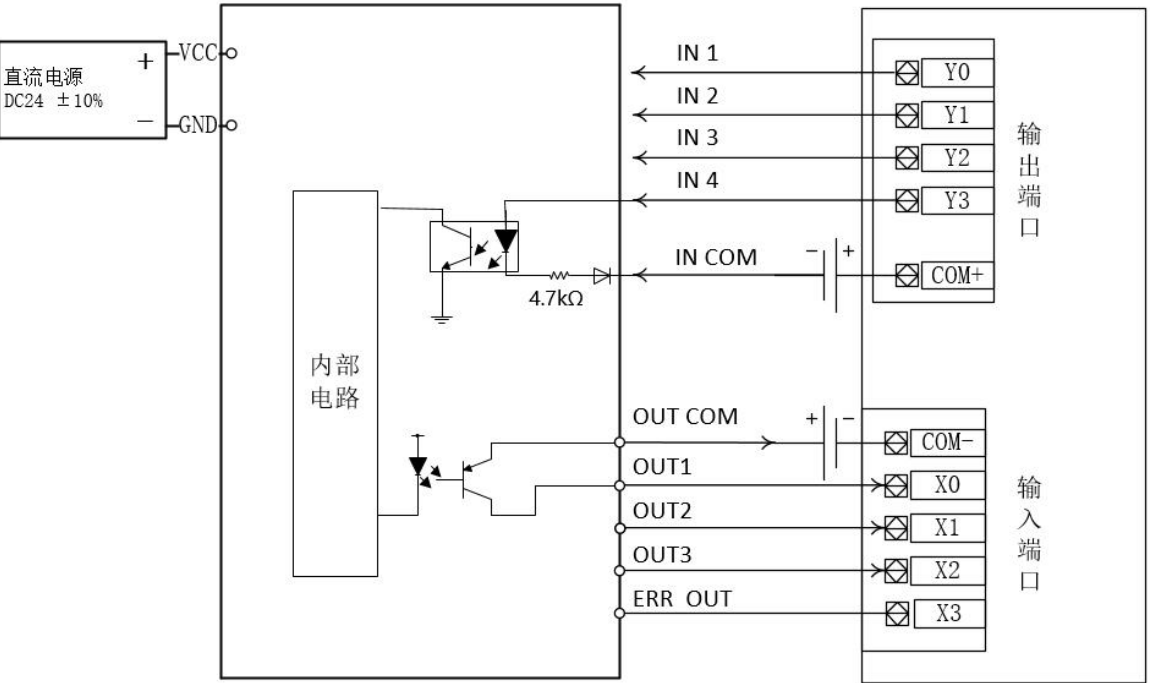 直流电源
DC24 ±10%
+
−
VCC
GND
内部
电路
4.7kΩ
IN 1
IN 2
IN 3
IN 4
IN COM
− +
Y0
Y1
Y2
Y3
COM+
输出端口
OUT COM
+ −
OUT1
OUT2
OUT3
ERR OUT
COM−
X0
X1
X2
X3
输入端口